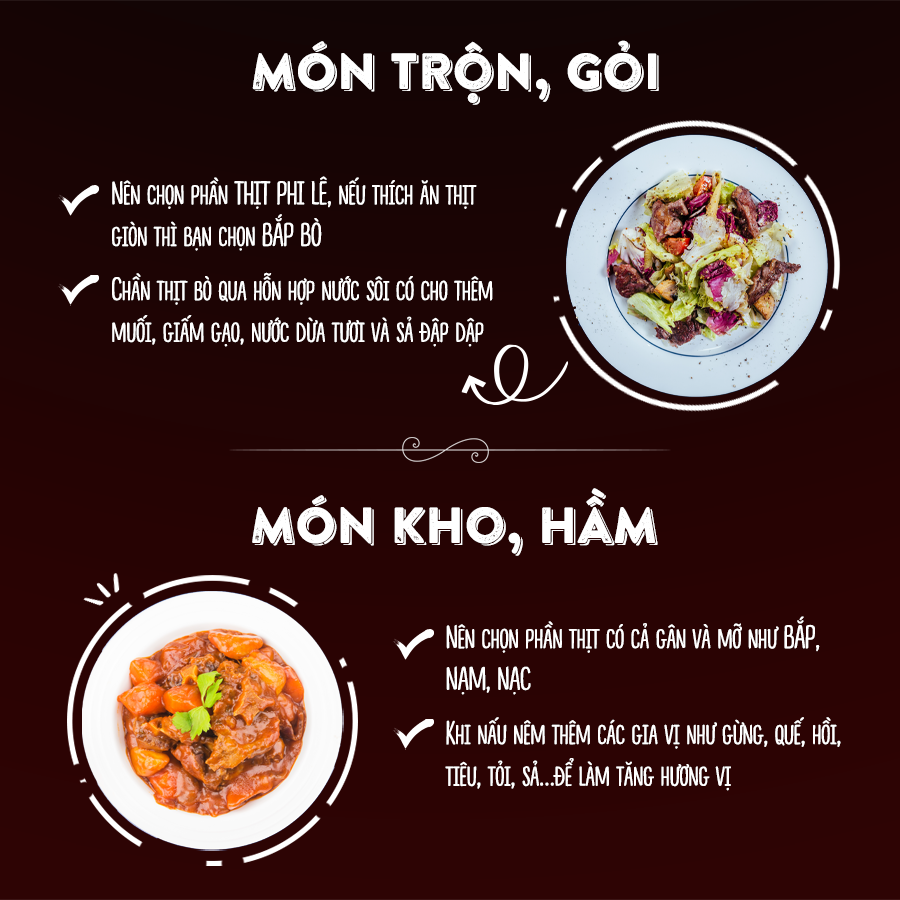 MÓN TRỘN, GỎI
NÊN CHỌN PHẦN THỊT PHI LÊ, NẾU THÍCH ĂN THỊT
GIÒN THÌ BẠN CHỌN BẮP BÒ
CHẦN THỊT BÒ QUA HỖN HỢP NƯỚC SÔI CÓ CHO THÊM
MUỐI, GIẤM GẠO, NƯỚC DỪA TƯƠI VÀ SẢ ĐẬP DẬP
MÓN KHO, HẦM
NÊN CHỌN PHẦN THỊT CÓ CẢ GÂN VÀ MỠ NHƯ BẮP,
NẠM, NẠC
KHI NẤU NÊM THÊM CÁC GIA VỊ NHƯ GỪNG, QUẾ, HỒI,
TIÊU, TỎI, SẢ...ĐỂ LÀM TĂNG HƯƠNG VỊ